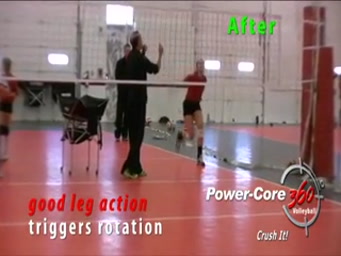 After
good leg action
triggers rotation
Power-Core 360
Volleyball
Crush It!